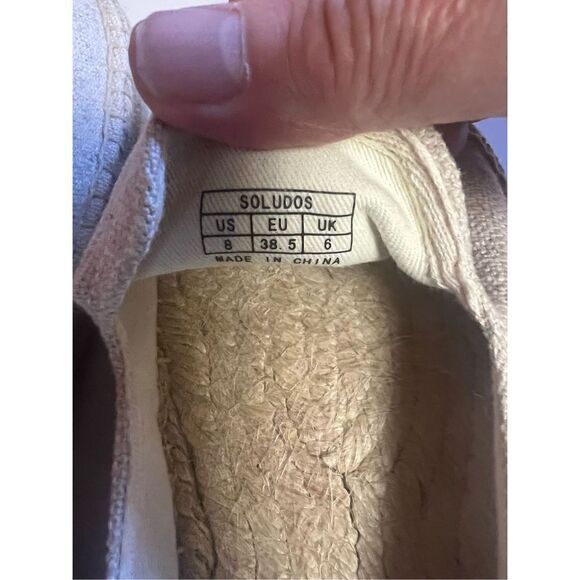 SOLUDOS
US EU UK
8 38.5 6
MADE IN CHINA